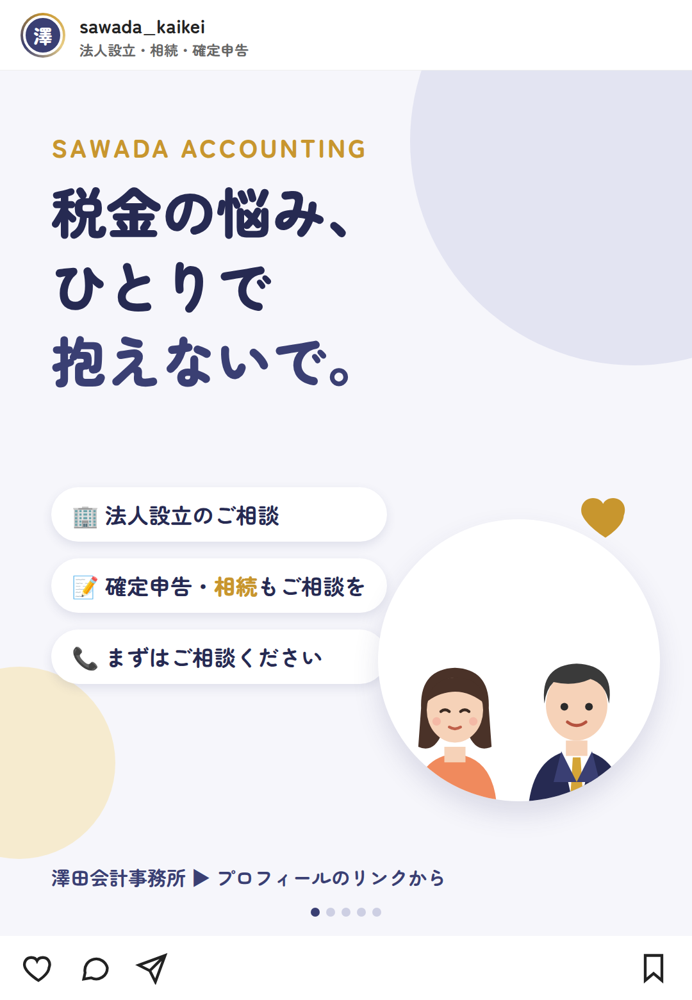 澤
sawada_kaikei
法人設立・相続・確定申告
SAWADA ACCOUNTING
税金の悩み、
ひとりで
抱えないで。
🏢 法人設立のご相談
📝 確定申告・相続もご相談を
📞 まずはご相談ください
澤田会計事務所 ▶ プロフィールのリンクから